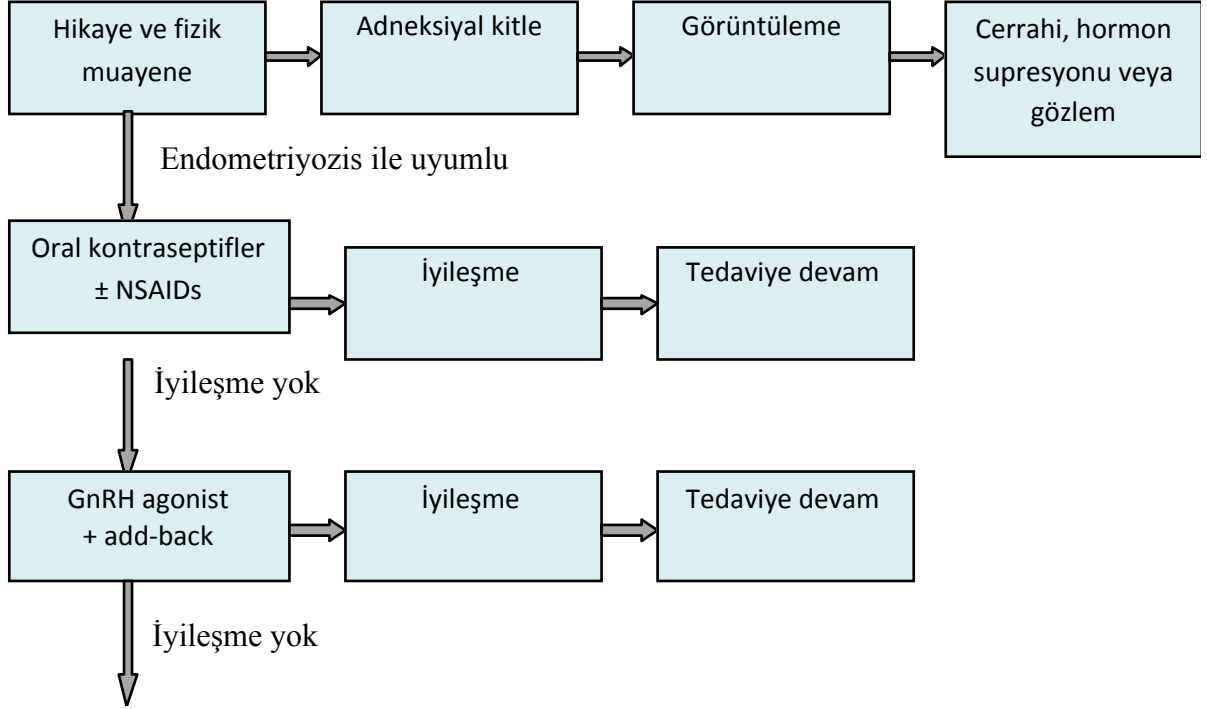 Hikaye ve fizik
muayene
Adneksiyal kitle
Görüntüleme
Cerrahi, hormon
supresyonu veya
gözlem
Endometriyozis ile uyumlu
Oral kontraseptifler
± NSAIDs
İyileşme
Tedaviye devam
İyileşme yok
GnRH agonist
+ add-back
İyileşme
Tedaviye devam
İyileşme yok